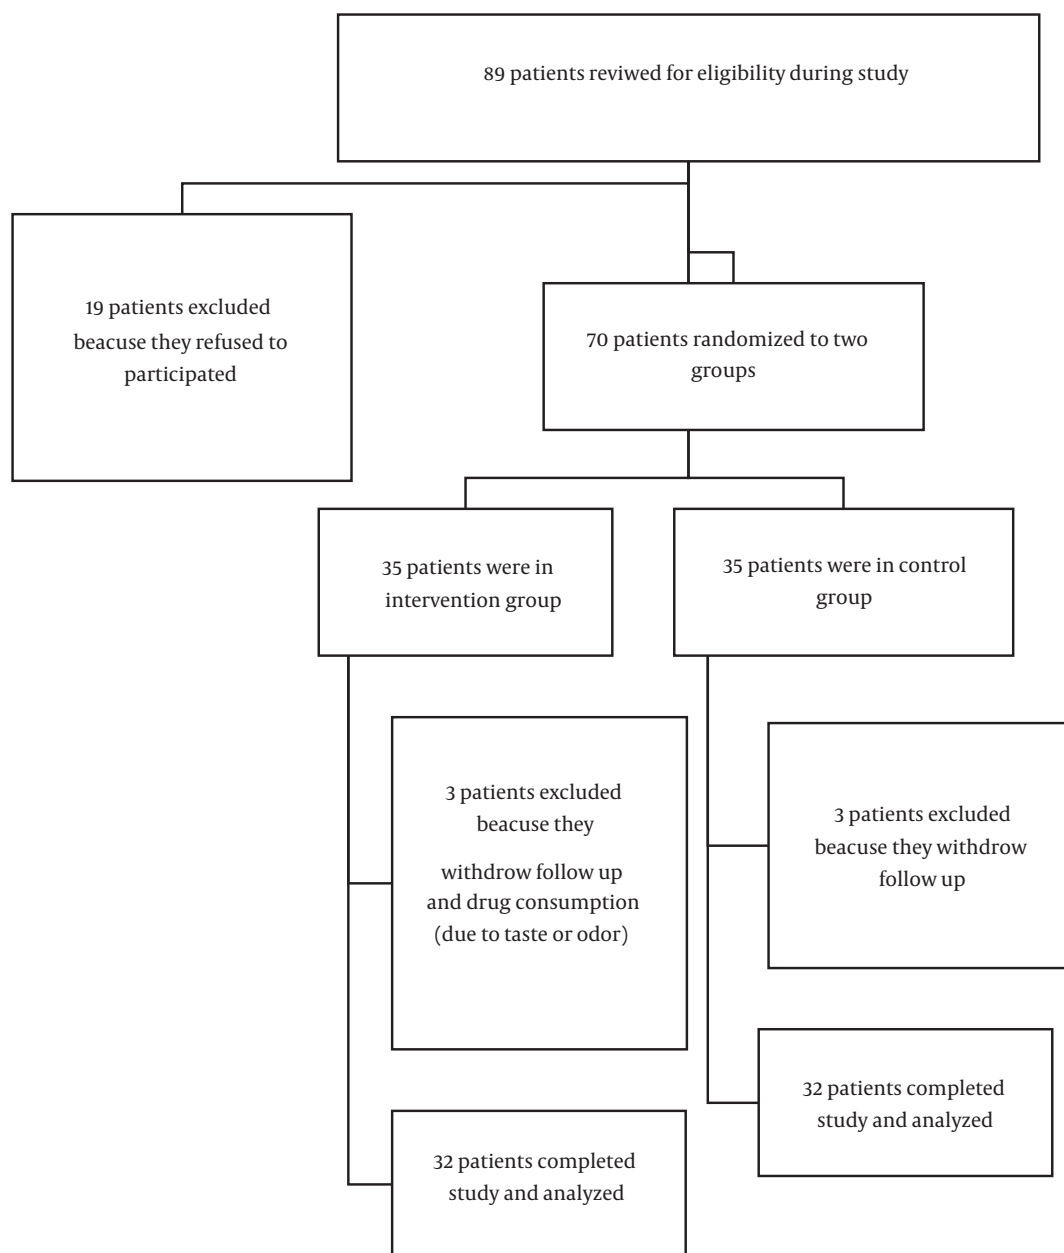 89 patients reviwed for eligibility during study
19 patients excluded
beacuse they refused to
participated
70 patients randomized to two
groups
35 patients were in
intervention group
35 patients were in control
group
3 patients excluded
beacuse they
withdrow follow up
and drug consumption
(due to taste or odor)
3 patients excluded
beacuse they withdrow
follow up
32 patients completed
study and analyzed
32 patients completed
study and analyzed